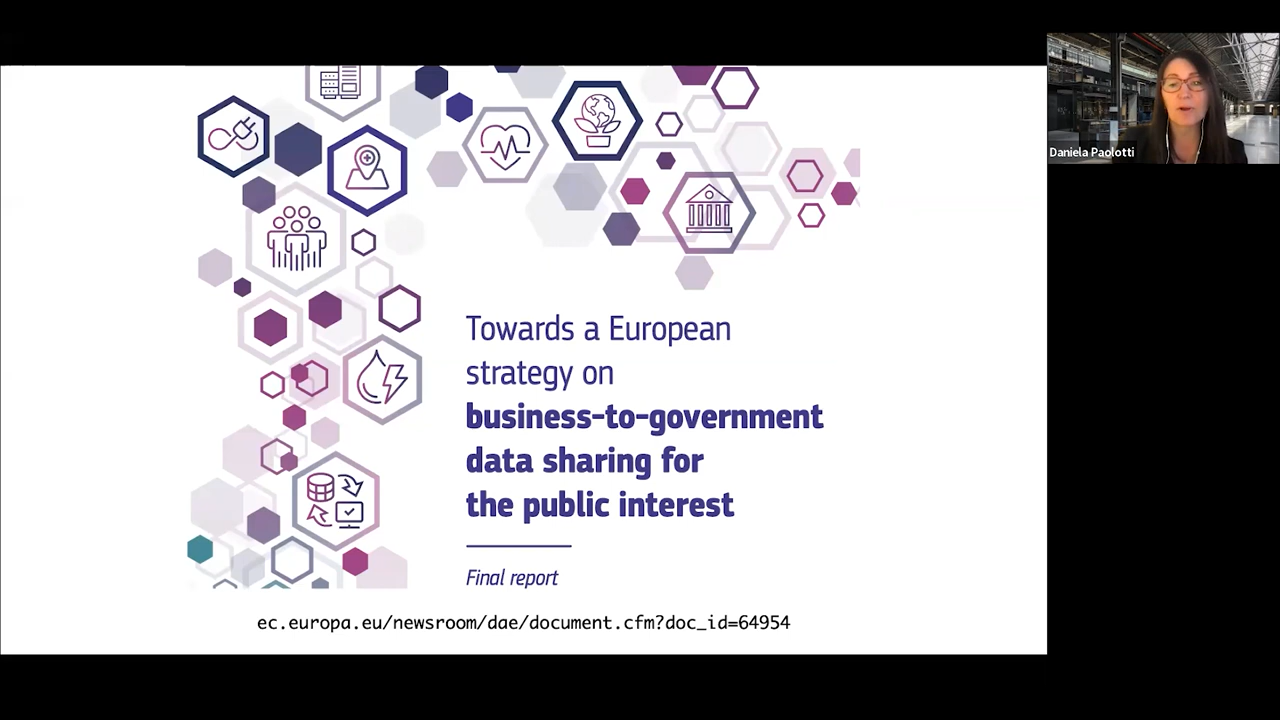 Towards a European
strategy on
business-to-government
data sharing for
the public interest
Final report
ec.europa.eu/newsroom/dae/document.cfm?doc_id=64954
Daniela Paolotti